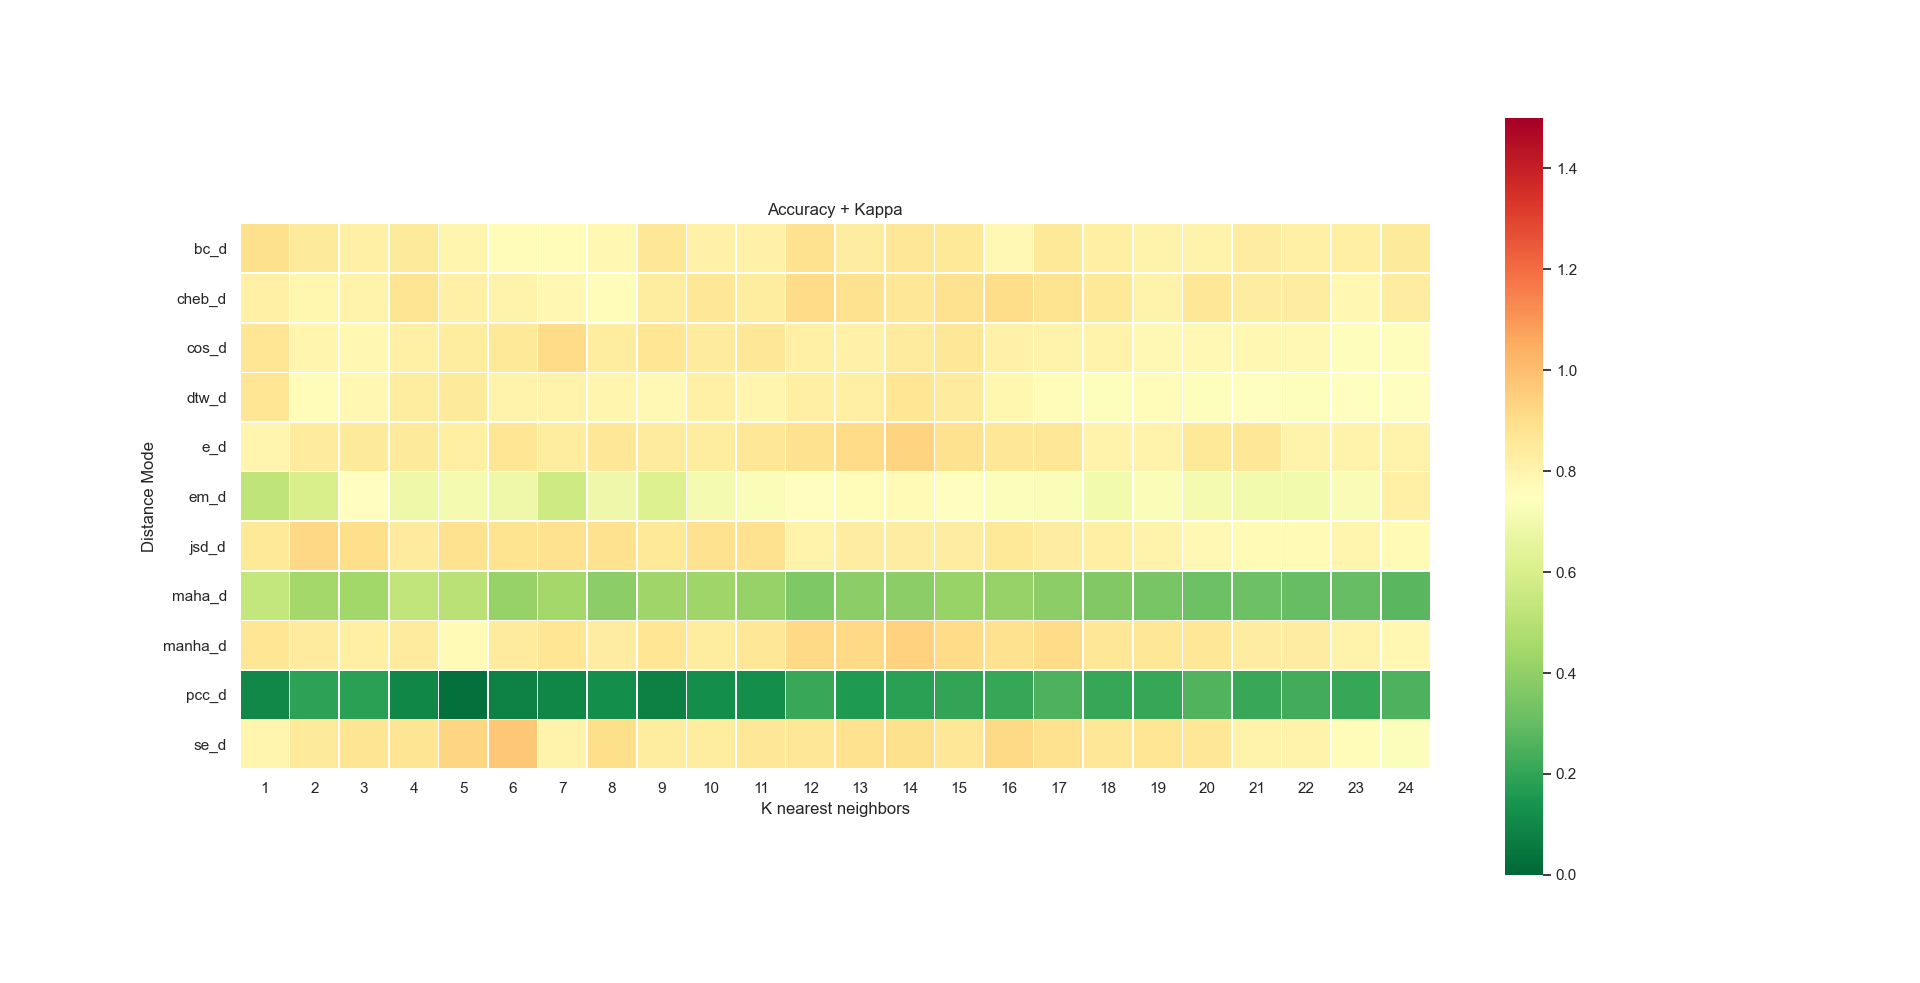 Accuracy + Kappa
Distance Mode
bc_d
cheb_d
cos_d
dtw_d
e_d
em_d
jsd_d
maha_d
manha_d
pcc_d
se_d
1 2 3 4 5 6 7 8 9 10 11 12 13 14 15 16 17 18 19 20 21 22 23 24
K nearest neighbors
1.4
1.2
1.0
0.8
0.6
0.4
0.2
0.0